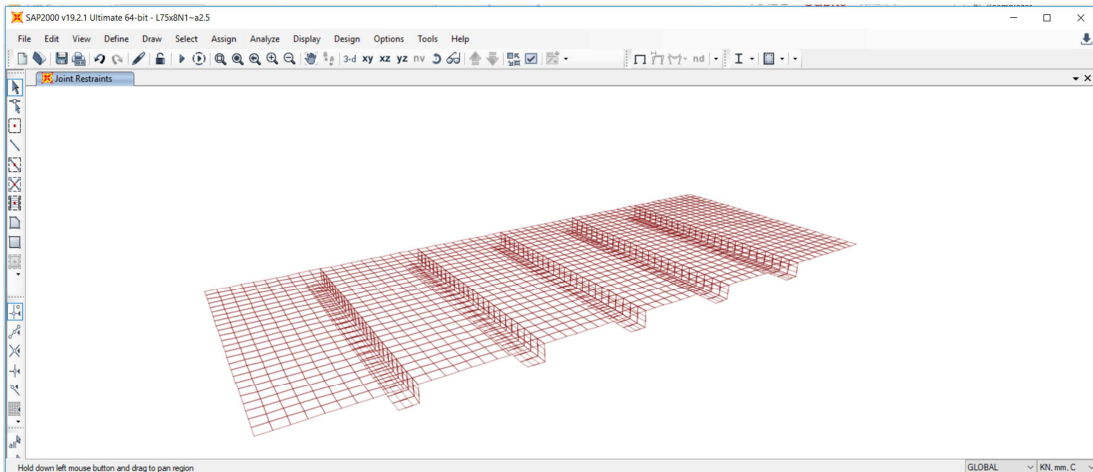 SAP2000 v19.2.1 Ultimate 64-bit - L75x8N1~a2.5
File Edit View Define Draw Select Assign Analyze Display Design Options Tools Help
3-d xy xz yz nv nd
Joint Restraints
all
Hold down left mouse button and drag to pan region
GLOBAL
KN, mm, C